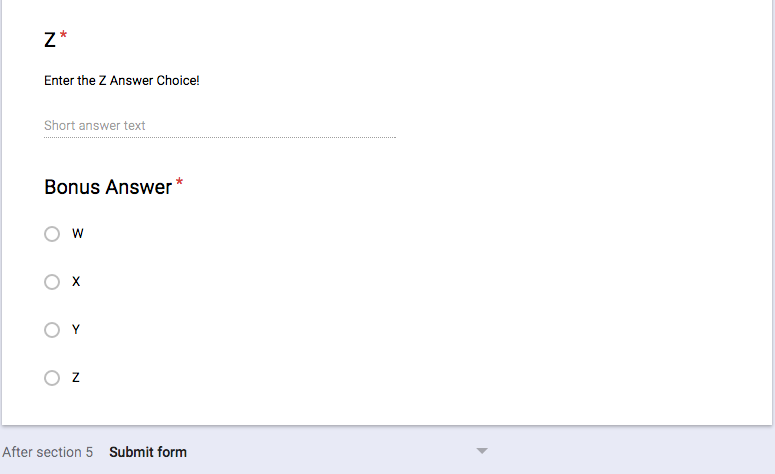 Z *
Enter the Z Answer Choice!
Short answer text
Bonus Answer *
W
X
Y
Z
After section 5 Submit form